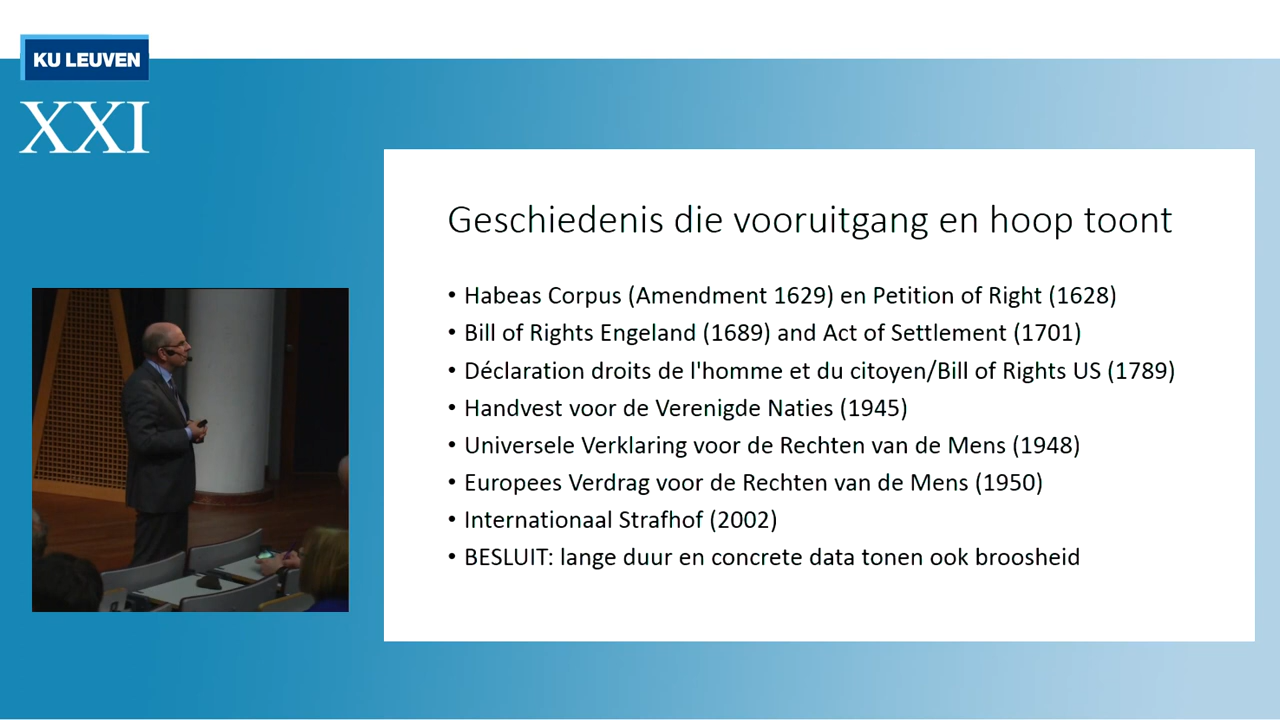 KU LEUVEN
XXI
Geschiedenis die vooruitgang en hoop toont
• Habeas Corpus (Amendment 1629) en Petition of Right (1628)
• Bill of Rights Engeland (1689) and Act of Settlement (1701)
• Déclaration droits de l'homme et du citoyen/Bill of Rights US (1789)
• Handvest voor de Verenigde Naties (1945)
• Universele Verklaring voor de Rechten van de Mens (1948)
• Europees Verdrag voor de Rechten van de Mens (1950)
• Internationaal Strafhof (2002)
• BESLUIT: lange duur en concrete data tonen ook broosheid